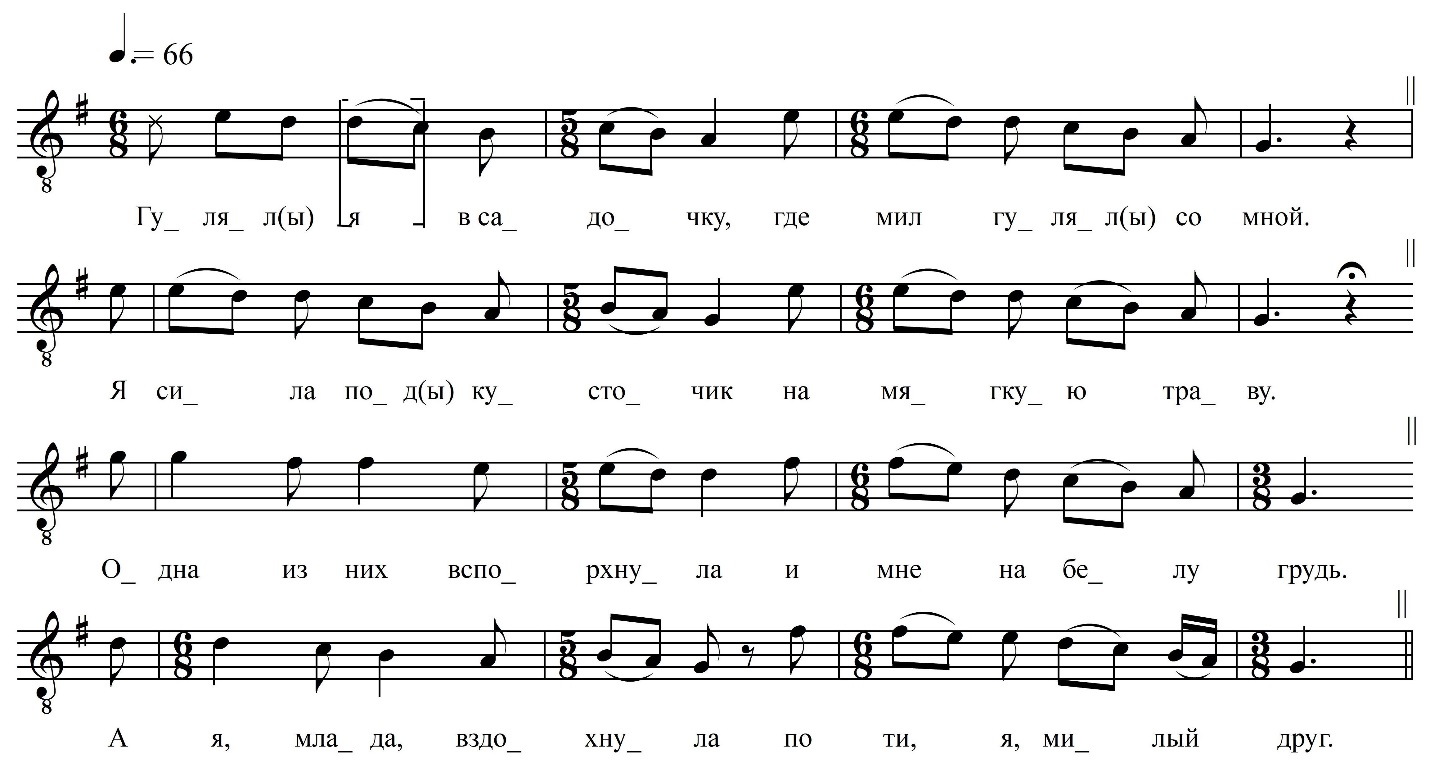 = 66
Гу_ ля_ л(ы) я в са_ до_ чку, где мил гу_ ля_ л(ы) со мной.
Я си_ ла по_ д(ы) ку_ сто_ чик на мя_ гку_ ю тра_ ву.
О_ дна из них вспо_ рхну_ ла и мне на бе_ лу грудь.
А я, мла_ да, вздо_ хну_ ла по ти, я, ми_ лый друг.